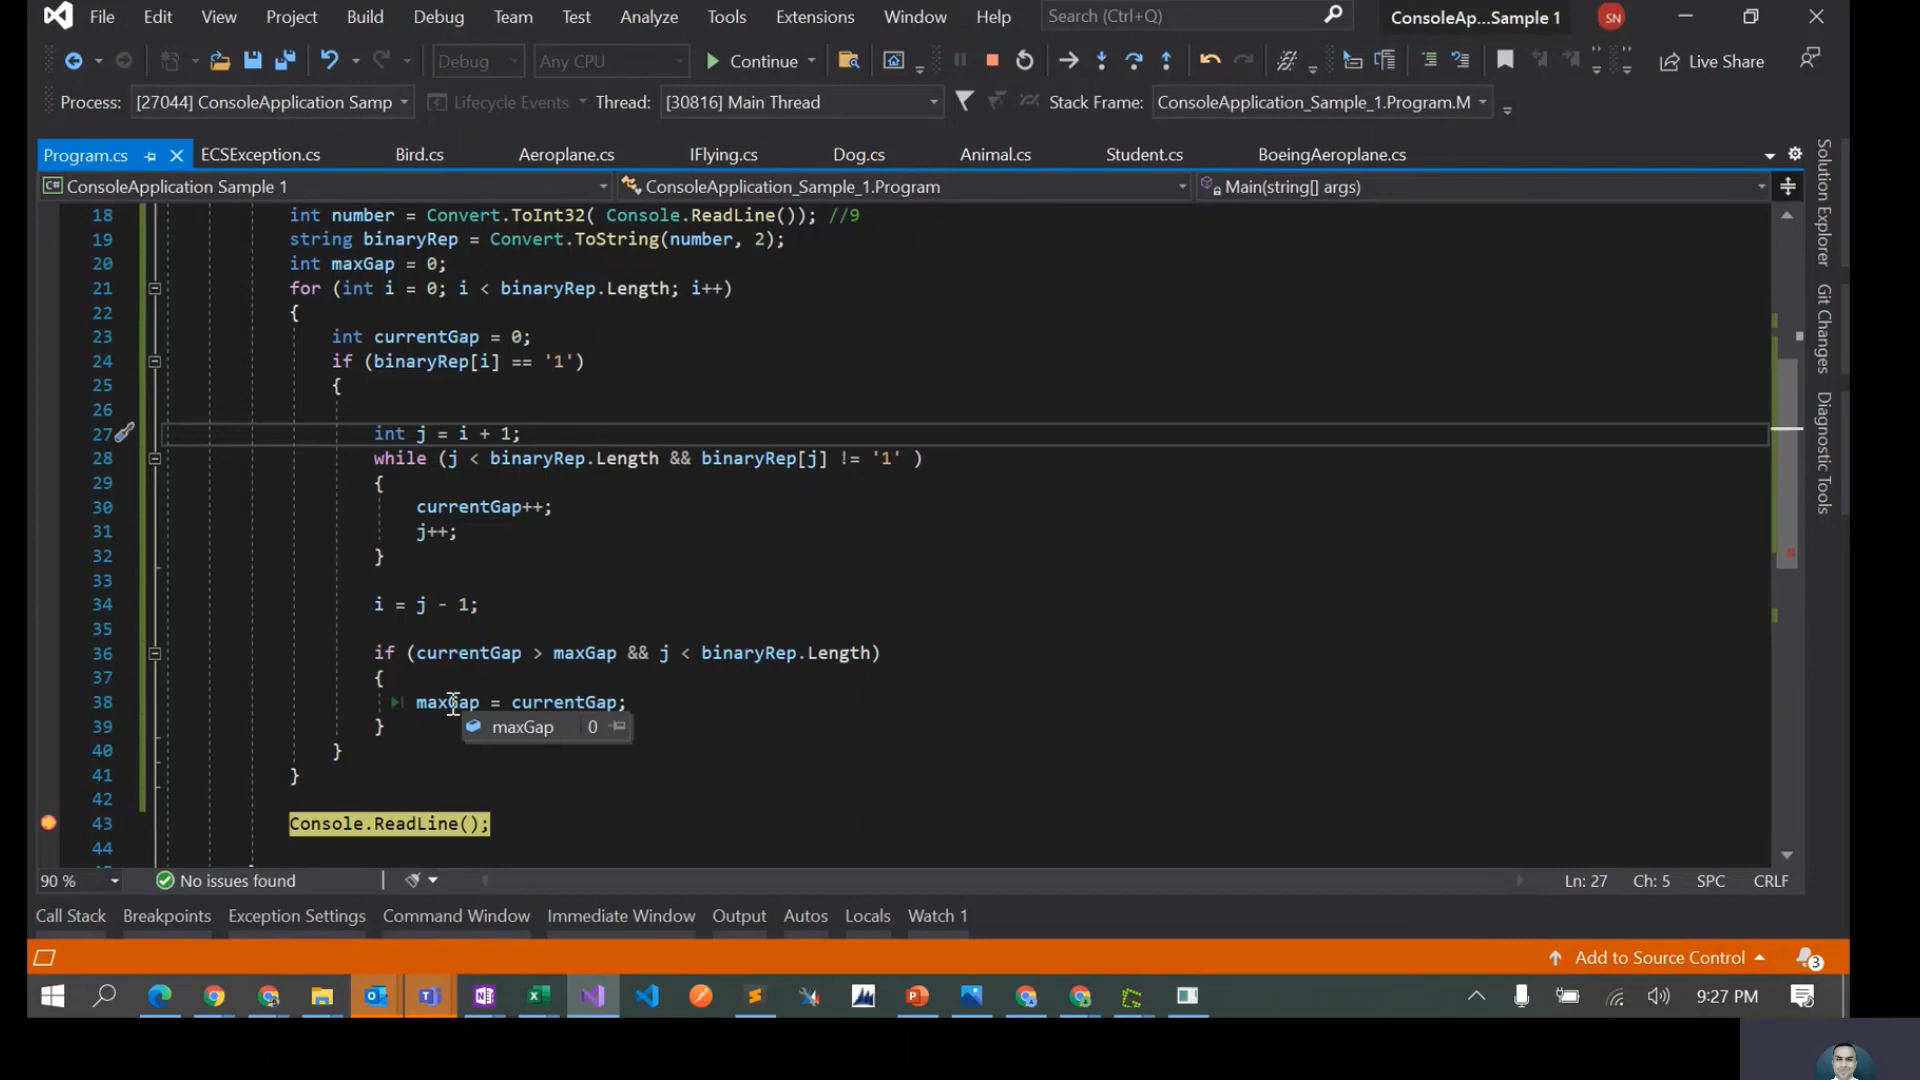 File Edit View Project Build Debug Team Test Analyze Tools Extensions Window Help Search (Ctrl+Q) ConsoleAp...Sample 1 SN
Debug Any CPU Continue Live Share
Process: [27044] ConsoleApplication Samp Lifecycle Events Thread: [30816] Main Thread Stack Frame: ConsoleApplication_Sample_1.Program.M
Program.cs ECSException.cs Bird.cs Aeroplane.cs IFlying.cs Dog.cs Animal.cs Student.cs BoeingAeroplane.cs
C# ConsoleApplication Sample 1 ConsoleApplication_Sample_1.Program Main(string[] args)
18 int number = Convert.ToInt32( Console.ReadLine()); //9
19 string binaryRep = Convert.ToString(number, 2);
20 int maxGap = 0;
21 for (int i = 0; i < binaryRep.Length; i++)
22 {
23 int currentGap = 0;
24 if (binaryRep[i] == '1')
25 {
26
27 int j = i + 1;
28 while (j < binaryRep.Length && binaryRep[j] != '1' )
29 {
30 currentGap++;
31 j++;
32 }
33
34 i = j - 1;
35
36 if (currentGap > maxGap && j < binaryRep.Length)
37 {
38 maxGap = currentGap;
39 }
maxGap 0
40 }
41 }
42
43 Console.ReadLine();
44
Solution Explorer
Git Changes
Diagnostic Tools
90 % No issues found Ln: 27 Ch: 5 SPC CRLF
Call Stack Breakpoints Exception Settings Command Window Immediate Window Output Autos Locals Watch 1
Add to Source Control 3
9:27 PM